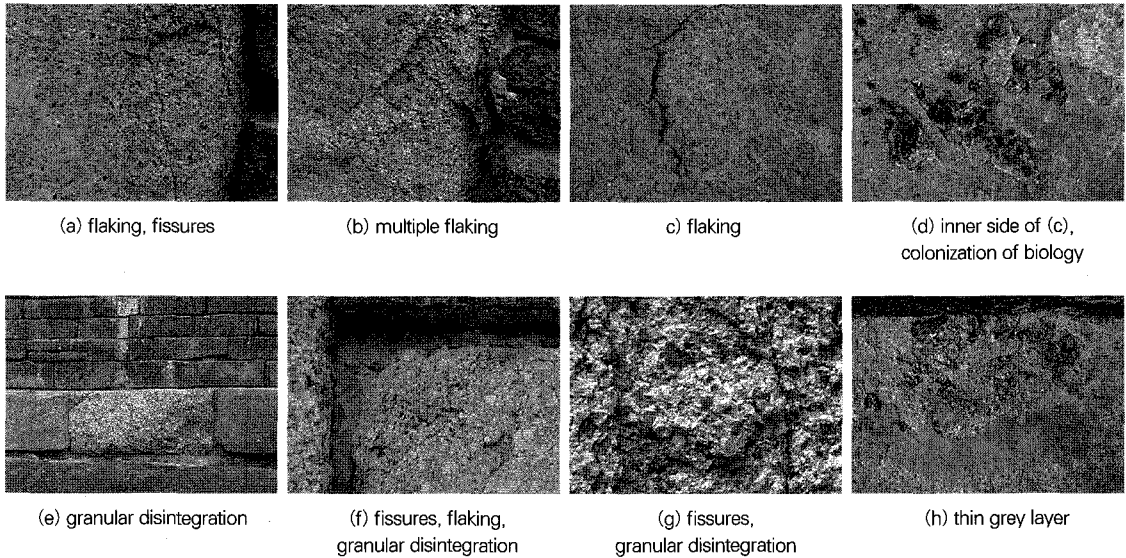 (a) flaking, fissures
(b) multiple flaking
c) flaking
(d) inner side of (c),
colonization of biology
(e) granular disintegration
(f) fissures, flaking,
granular disintegration
(g) fissures,
granular disintegration
(h) thin grey layer